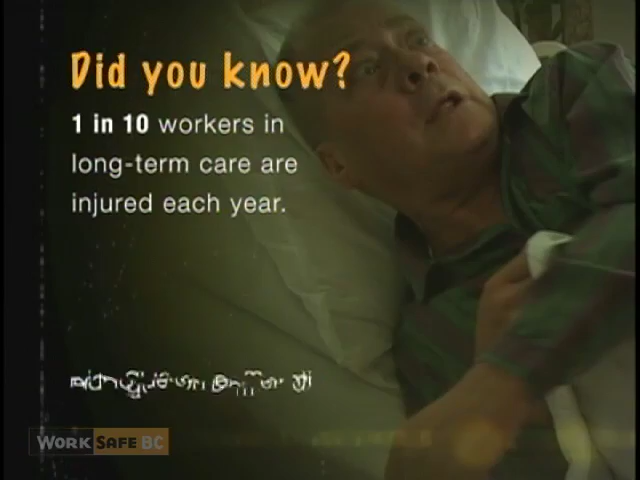 Did you know?
1 in 10 workers in
long-term care are
injured each year.
WORK SAFE BC